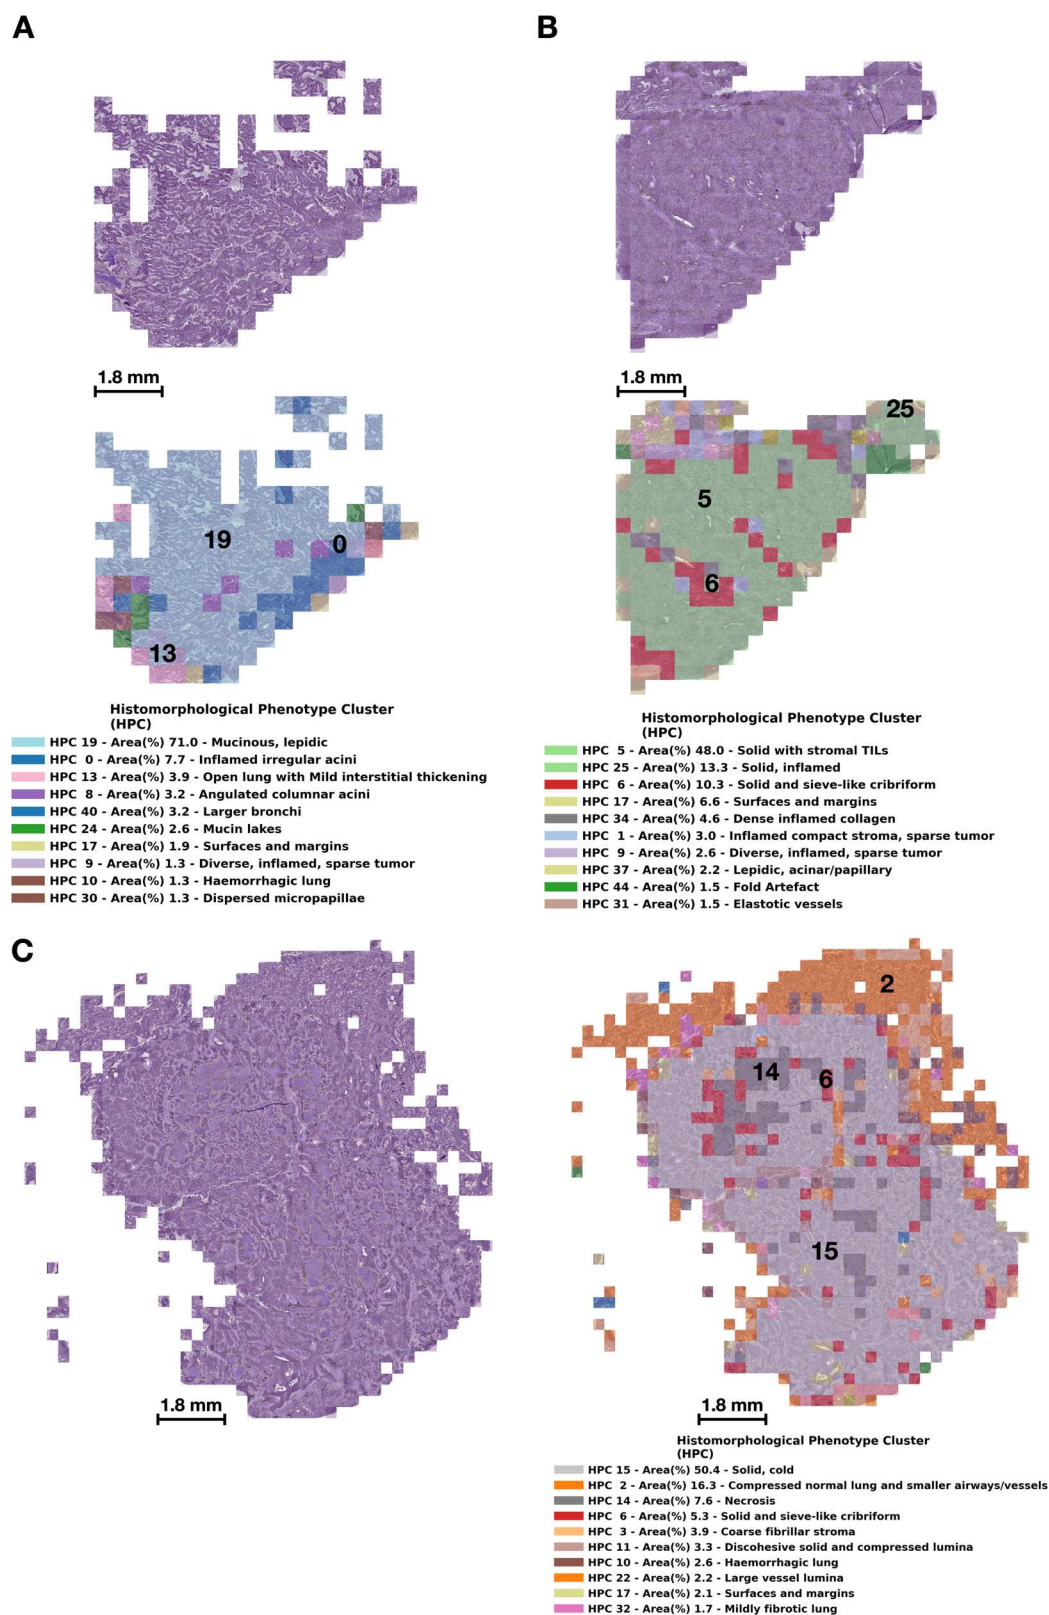 A
B
1.8 mm
1.8 mm
19
0
13
25
5
6
Histomorphological Phenotype Cluster
(HPC)
HPC 19 - Area(%) 71.0 - Mucinous, lepidic
HPC 0 - Area(%) 7.7 - Inflamed irregular acini
HPC 13 - Area(%) 3.9 - Open lung with Mild interstitial thickening
HPC 8 - Area(%) 3.2 - Angulated columnar acini
HPC 40 - Area(%) 3.2 - Larger bronchi
HPC 24 - Area(%) 2.6 - Mucin lakes
HPC 17 - Area(%) 1.9 - Surfaces and margins
HPC 9 - Area(%) 1.3 - Diverse, inflamed, sparse tumor
HPC 10 - Area(%) 1.3 - Haemorrhagic lung
HPC 30 - Area(%) 1.3 - Dispersed micropapillae
Histomorphological Phenotype Cluster
(HPC)
HPC 5 - Area(%) 48.0 - Solid with stromal TILs
HPC 25 - Area(%) 13.3 - Solid, inflamed
HPC 6 - Area(%) 10.3 - Solid and sieve-like cribriform
HPC 17 - Area(%) 6.6 - Surfaces and margins
HPC 34 - Area(%) 4.6 - Dense inflamed collagen
HPC 1 - Area(%) 3.0 - Inflamed compact stroma, sparse tumor
HPC 9 - Area(%) 2.6 - Diverse, inflamed, sparse tumor
HPC 37 - Area(%) 2.2 - Lepidic, acinar/papillary
HPC 44 - Area(%) 1.5 - Fold Artefact
HPC 31 - Area(%) 1.5 - Elastotic vessels
C
2
14
6
15
1.8 mm
1.8 mm
Histomorphological Phenotype Cluster
(HPC)
HPC 15 - Area(%) 50.4 - Solid, cold
HPC 2 - Area(%) 16.3 - Compressed normal lung and smaller airways/vessels
HPC 14 - Area(%) 7.6 - Necrosis
HPC 6 - Area(%) 5.3 - Solid and sieve-like cribriform
HPC 3 - Area(%) 3.9 - Coarse fibrillar stroma
HPC 11 - Area(%) 3.3 - Discohesive solid and compressed lumina
HPC 10 - Area(%) 2.6 - Haemorrhagic lung
HPC 22 - Area(%) 2.2 - Large vessel lumina
HPC 17 - Area(%) 2.1 - Surfaces and margins
HPC 32 - Area(%) 1.7 - Mildly fibrotic lung